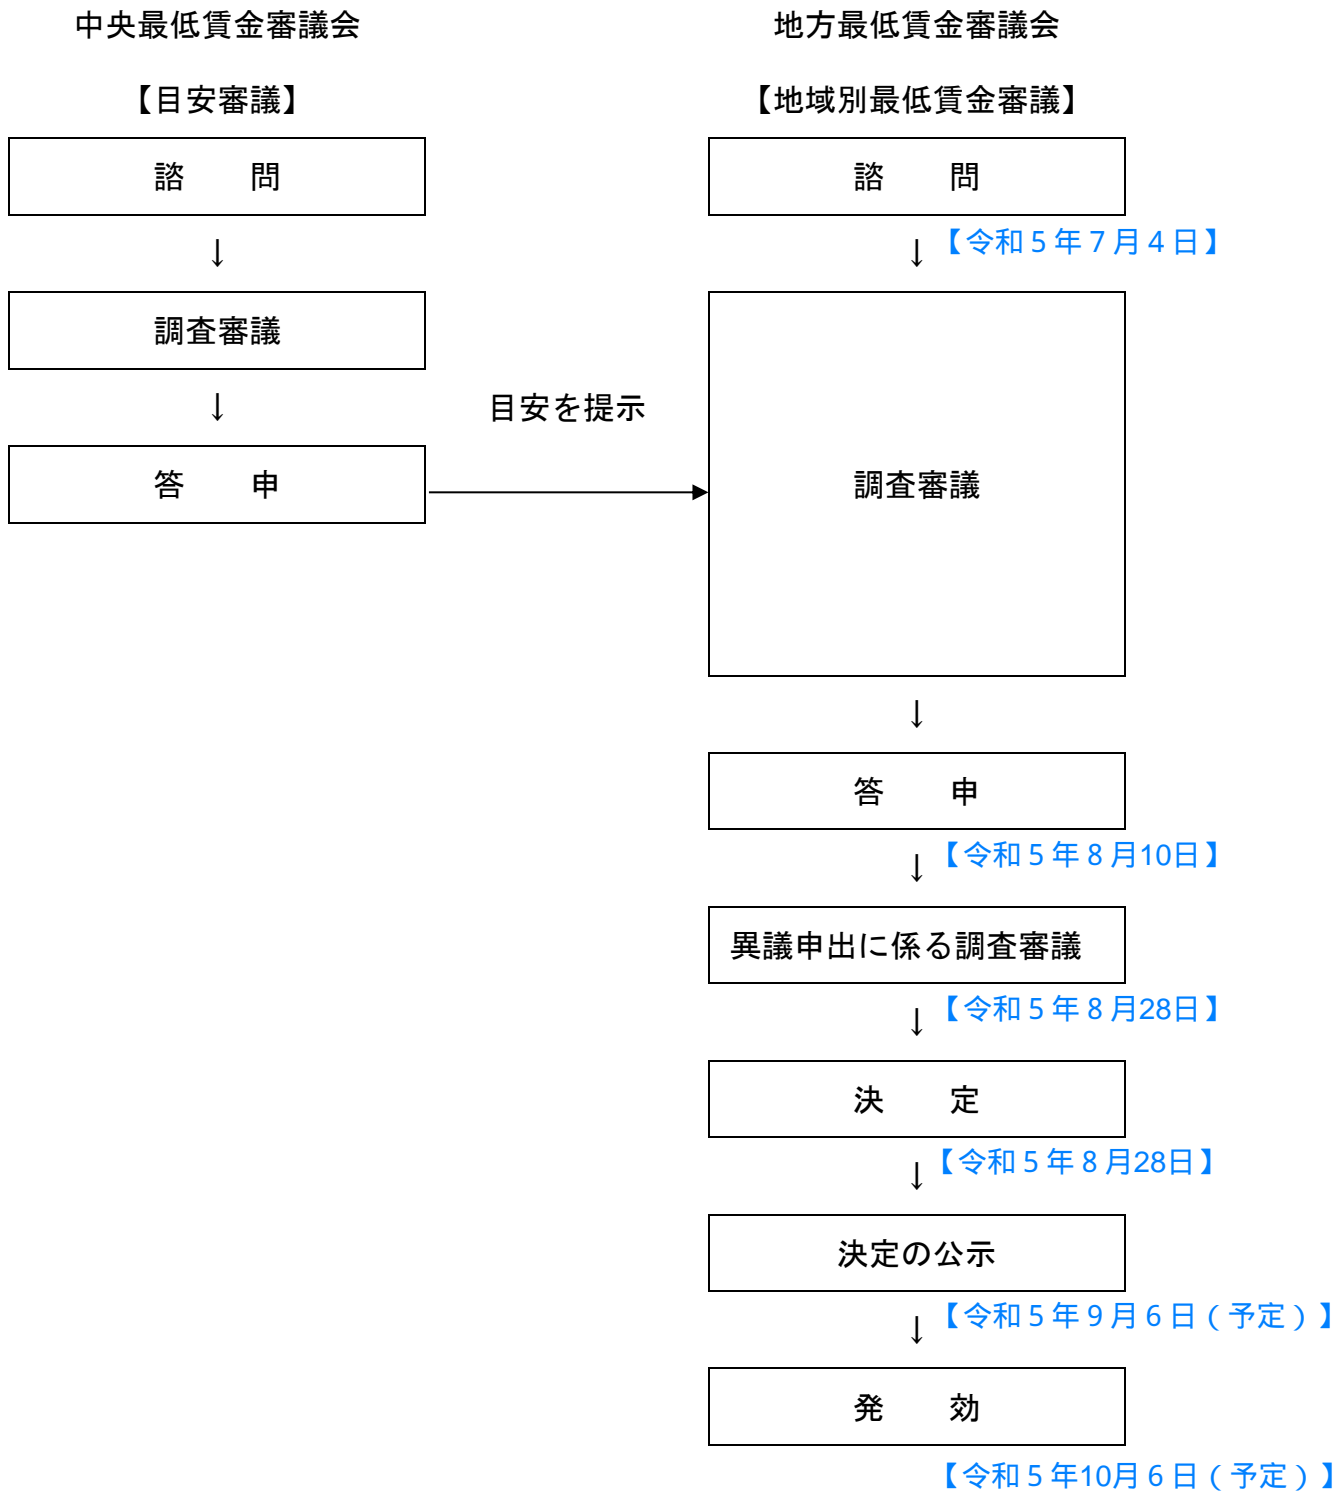 中央最低賃金審議会
【目安審議】
諮　　問
↓
調査審議
↓
答　　申
目安を提示
地方最低賃金審議会
【地域別最低賃金審議】
諮　　問
【令和５年７月４日】
↓
調査審議
↓
答　　申
【令和５年８月10日】
↓
異議申出に係る調査審議
【令和５年８月28日】
↓
決　　定
【令和５年８月28日】
↓
決定の公示
【令和５年９月６日（予定）】
↓
発　　効
【令和５年10月６日（予定）】